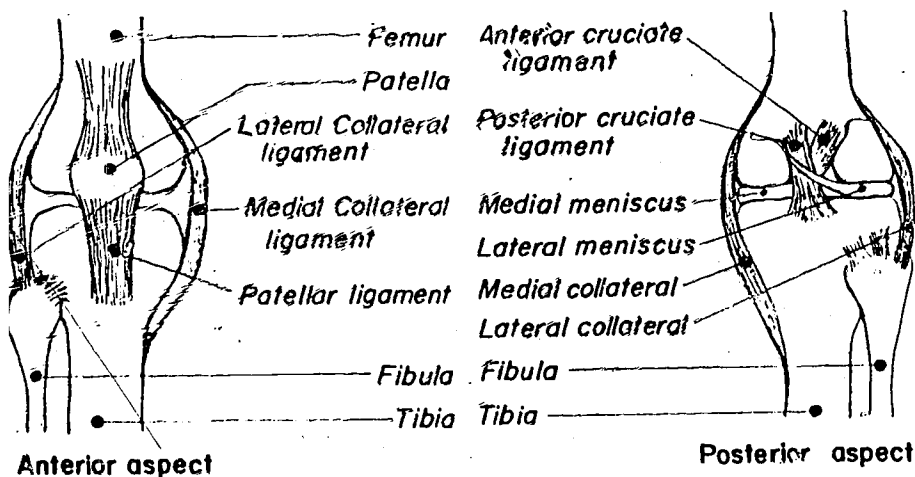 Femur
Patella
Lateral Collateral
ligament
Medial Collateral
ligament
Patellar ligament
Fibula
Tibia
Anterior aspect
Anterior cruciate
ligament
Posterior cruciate
ligament
Medial meniscus
Lateral meniscus
Medial collateral
Lateral collateral
Fibula
Tibia
Posterior aspect